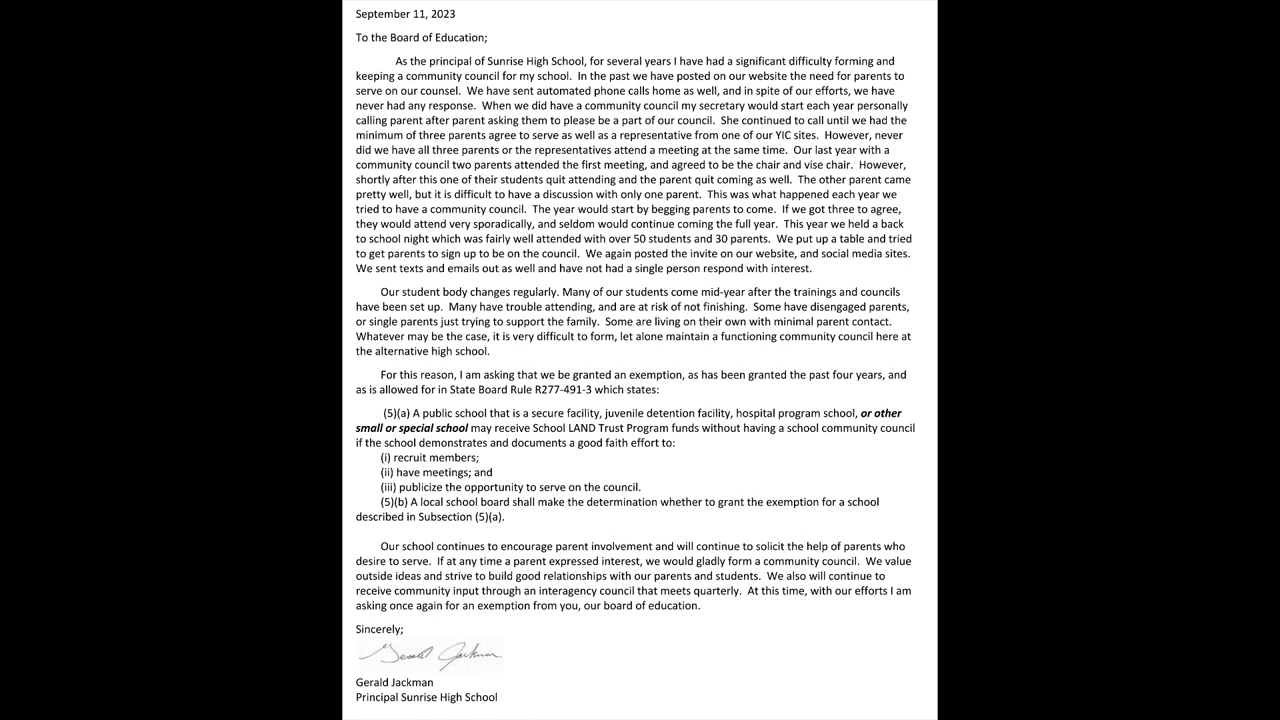 September 11, 2023
To the Board of Education;
As the principal of Sunrise High School, for several years I have had a significant difficulty forming and
keeping a community council for my school. In the past we have posted on our website the need for parents to
serve on our counsel. We have sent automated phone calls home as well, and in spite of our efforts, we have
never had any response. When we did have a community council my secretary would start each year personally
calling parent after parent asking them to please be a part of our council. She continued to call until we had the
minimum of three parents agree to serve as well as a representative from one of our YIC sites. However, never
did we have all three parents or the representatives attend a meeting at the same time. Our last year with a
community council two parents attended the first meeting, and agreed to be the chair and vise chair. However,
shortly after this one of their students quit attending and the parent quit coming as well. The other parent came
pretty well, but it is difficult to have a discussion with only one parent. This was what happened each year we
tried to have a community council. The year would start by begging parents to come. If we got three to agree,
they would attend very sporadically, and seldom would continue coming the full year. This year we held a back
to school night which was fairly well attended with over 50 students and 30 parents. We put up a table and tried
to get parents to sign up to be on the council. We again posted the invite on our website, and social media sites.
We sent texts and emails out as well and have not had a single person respond with interest.
Our student body changes regularly. Many of our students come mid-year after the trainings and councils
have been set up. Many have trouble attending, and are at risk of not finishing. Some have disengaged parents,
or single parents just trying to support the family. Some are living on their own with minimal parent contact.
Whatever may be the case, it is very difficult to form, let alone maintain a functioning community council here at
the alternative high school.
For this reason, I am asking that we be granted an exemption, as has been granted the past four years, and
as is allowed for in State Board Rule R277-491-3 which states:
(5)(a) A public school that is a secure facility, juvenile detention facility, hospital program school, or other
small or special school may receive School LAND Trust Program funds without having a school community council
if the school demonstrates and documents a good faith effort to:
(i) recruit members;
(ii) have meetings; and
(iii) publicize the opportunity to serve on the council.
(5)(b) A local school board shall make the determination whether to grant the exemption for a school
described in Subsection (5)(a).
Our school continues to encourage parent involvement and will continue to solicit the help of parents who
desire to serve. If at any time a parent expressed interest, we would gladly form a community council. We value
outside ideas and strive to build good relationships with our parents and students. We also will continue to
receive community input through an interagency council that meets quarterly. At this time, with our efforts I am
asking once again for an exemption from you, our board of education.
Sincerely;
Gerald Jackman
Gerald Jackman
Principal Sunrise High School